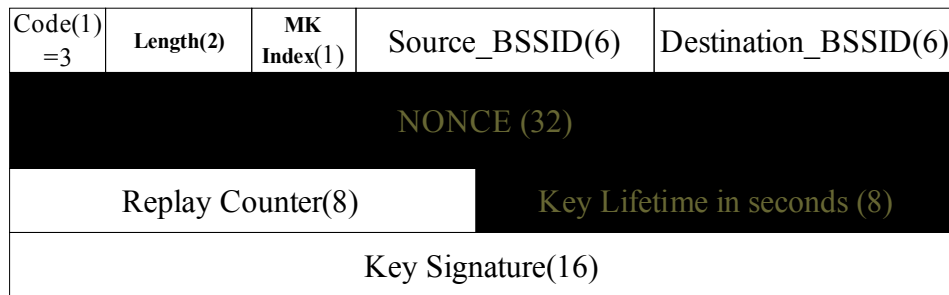 Code(1) =3 Length(2) MK Index(1) Source_BSSID(6) Destination_BSSID(6)
NONCE (32)
Replay Counter(8) Key Lifetime in seconds (8)
Key Signature(16)